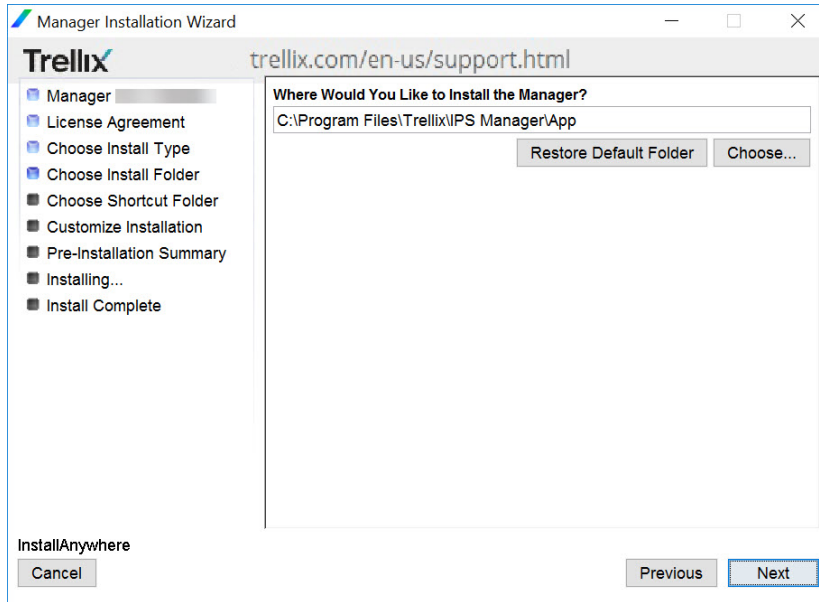 Manager Installation Wizard
Trellix
trellix.com/en-us/support.html
Manager
License Agreement
Choose Install Type
Choose Install Folder
Choose Shortcut Folder
Customize Installation
Pre-Installation Summary
Installing...
Install Complete
Where Would You Like to Install the Manager?
C:\Program Files\Trellix\IPS Manager\App
Restore Default Folder
Choose...
InstallAnywhere
Cancel
Previous
Next